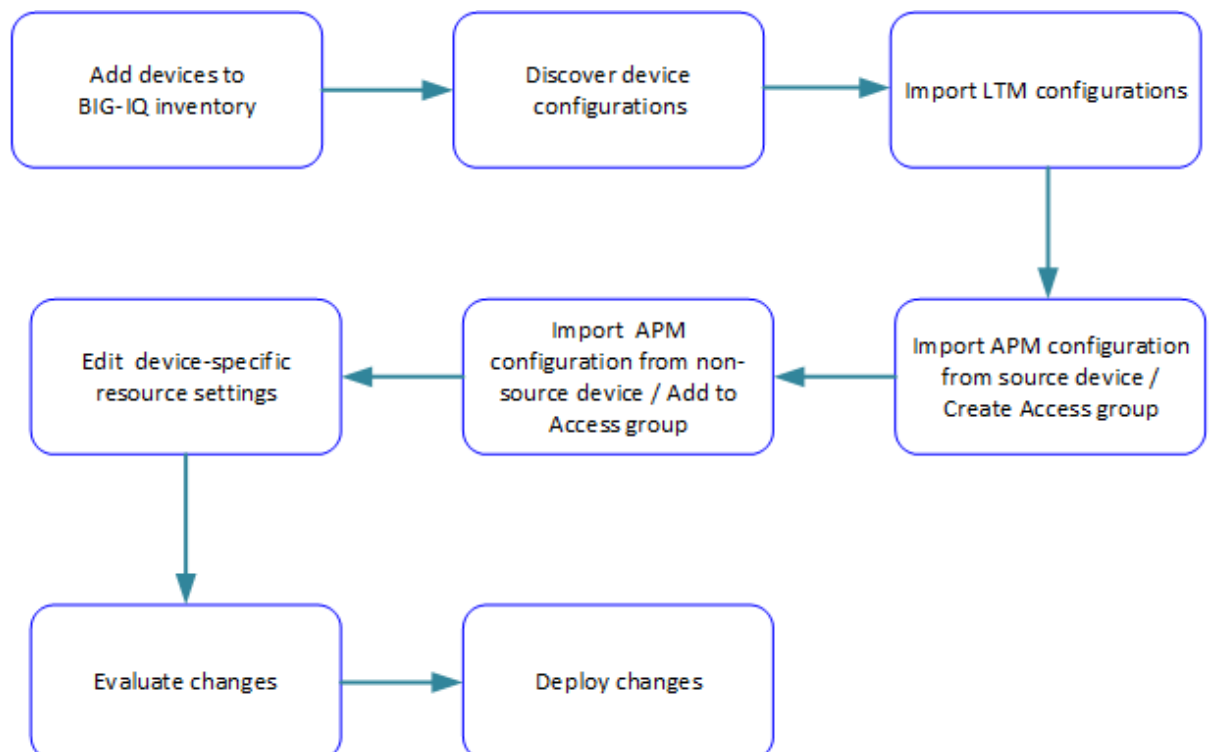 Add devices to
BIG-IQ inventory
Discover device
configurations
Import LTM configurations
Import APM configuration
from source device /
Create Access group
Import  APM
configuration from non-
source device / Add to
Access group
Edit  device-specific
resource settings
Evaluate changes
Deploy changes